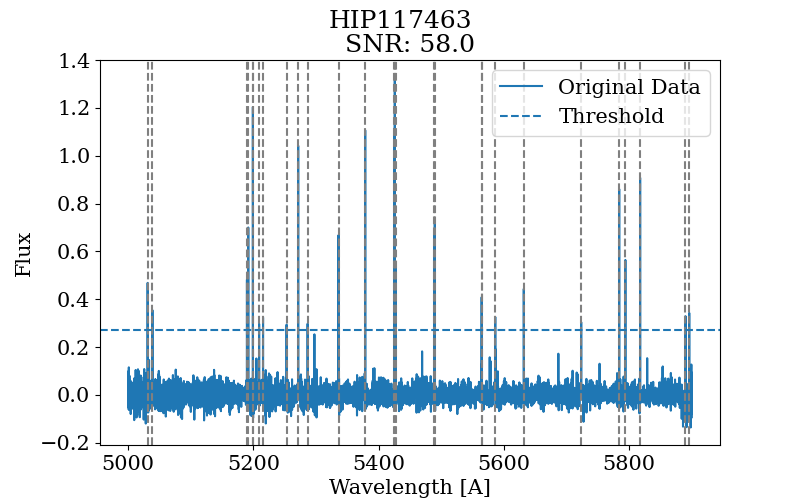 HIP117463
SNR: 58.0
Original Data
Threshold
1.4
1.2
1.0
0.8
0.6
0.4
0.2
0.0
−0.2
Flux
5000 5200 5400 5600 5800
Wavelength [A]